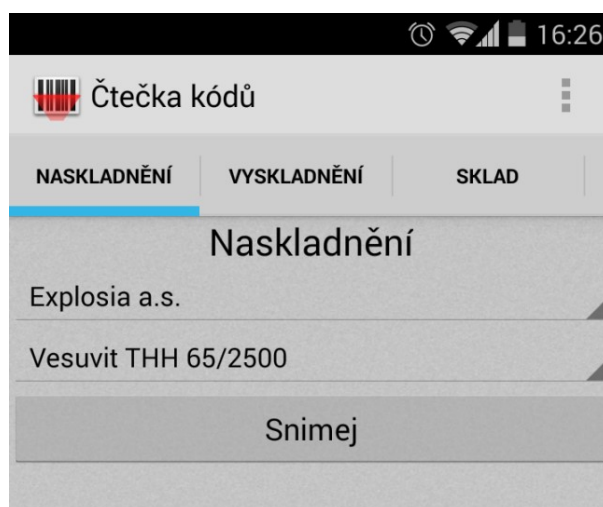 16:26
Čtečka kódů
NASKLADNĚNÍ VYSKLADNĚNÍ SKLAD
Naskladnění
Explosia a.s.
Vesuvit THH 65/2500
Snimej